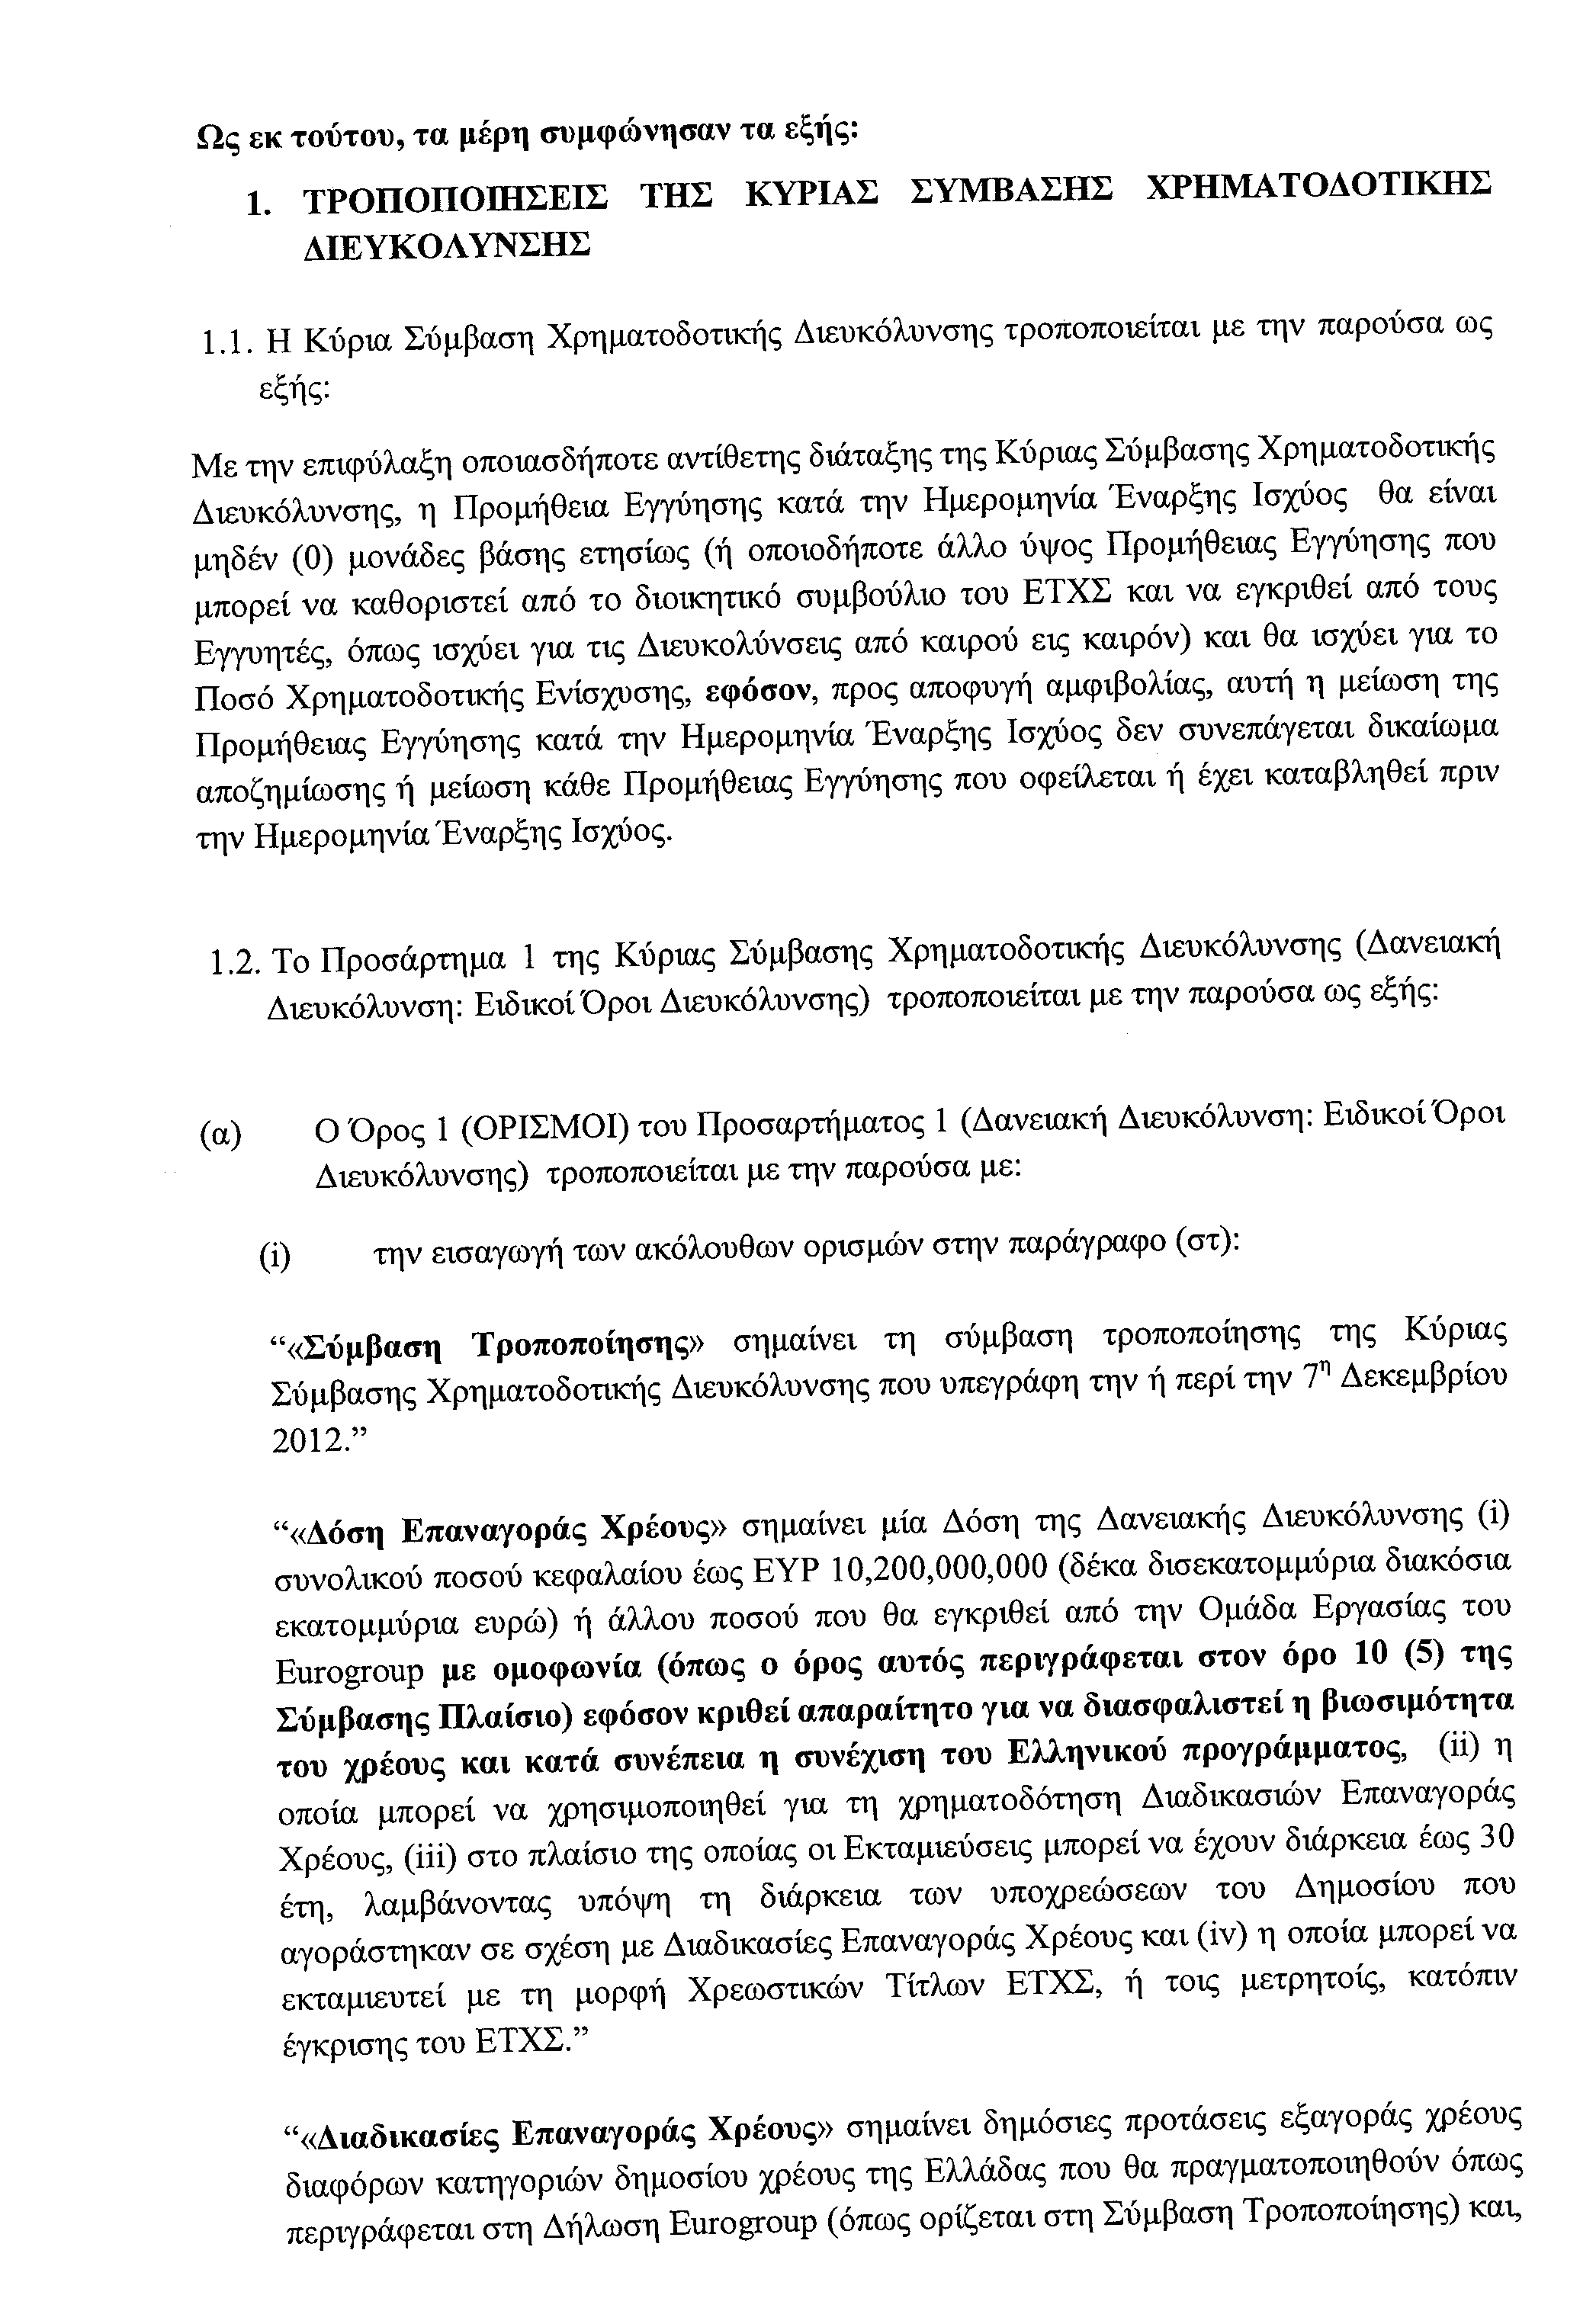 Ως εκ τούτου, τα μέρη συμφώνησαν τα εξής:
1. ΤΡΟΠΟΠΟΙΗΣΕΙΣ ΤΗΣ ΚΥΡΙΑΣ ΣΥΜΒΑΣΗΣ ΧΡΗΜΑΤΟΔΟΤΙΚΗΣ
ΔΙΕΥΚΟΛΥΝΣΗΣ
1.1. Η Κύρια Σύμβαση Χρηματοδοτικής Διευκόλυνσης τροποποιείται με την παρούσα ως
εξής:
Με την επιφύλαξη οποιασδήποτε αντίθετης διάταξης της Κύριας Σύμβασης Χρηματοδοτικής
Διευκόλυνσης, η Προμήθεια Εγγύησης κατά την Ημερομηνία Έναρξης Ισχύος θα είναι
μηδέν (0) μονάδες βάσης ετησίως (ή οποιοδήποτε άλλο ύψος Προμήθειας Εγγύησης που
μπορεί να καθοριστεί από το διοικητικό συμβούλιο του ΕΤΧΣ και να εγκριθεί από τους
Εγγυητές, όπως ισχύει για τις Διευκολύνσεις από καιρού εις καιρόν) και θα ισχύει για το
Ποσό Χρηματοδοτικής Ενίσχυσης, εφόσον, προς αποφυγή αμφιβολίας, αυτή η μείωση της
Προμήθειας Εγγύησης κατά την Ημερομηνία Έναρξης Ισχύος δεν συνεπάγεται δικαίωμα
αποζημίωσης ή μείωση κάθε Προμήθειας Εγγύησης που οφείλεται ή έχει καταβληθεί πριν
την Ημερομηνία Έναρξης Ισχύος.
1.2. Το Προσάρτημα 1 της Κύριας Σύμβασης Χρηματοδοτικής Διευκόλυνσης (Δανειακή
Διευκόλυνση: Ειδικοί Όροι Διευκόλυνσης) τροποποιείται με την παρούσα ως εξής:
(α) Ο Όρος 1 (ΟΡΙΣΜΟΙ) του Προσαρτήματος 1 (Δανειακή Διευκόλυνση: Ειδικοί Όροι
Διευκόλυνσης) τροποποιείται με την παρούσα με:
(i) την εισαγωγή των ακόλουθων ορισμών στην παράγραφο (στ):
“«Σύμβαση Τροποποίησης» σημαίνει τη σύμβαση τροποποίησης της Κύριας
Σύμβασης Χρηματοδοτικής Διευκόλυνσης που υπεγράφη την ή περί την 7η Δεκεμβρίου
2012.”
“«Δόση Επαναγοράς Χρέους» σημαίνει μία Δόση της Δανειακής Διευκόλυνσης (i)
συνολικού ποσού κεφαλαίου έως ΕΥΡ 10,200,000,000 (δέκα δισεκατομμύρια διακόσια
εκατομμύρια ευρώ) ή άλλου ποσού που θα εγκριθεί από την Ομάδα Εργασίας του
Eurogroup με ομοφωνία (όπως ο όρος αυτός περιγράφεται στον όρο 10 (5) της
Σύμβασης Πλαίσιο) εφόσον κριθεί απαραίτητο για να διασφαλιστεί η βιωσιμότητα
του χρέους και κατά συνέπεια η συνέχιση του Ελληνικού προγράμματος, (ii) η
οποία μπορεί να χρησιμοποιηθεί για τη χρηματοδότηση Διαδικασιών Επαναγοράς
Χρέους, (iii) στο πλαίσιο της οποίας οι Εκταμιεύσεις μπορεί να έχουν διάρκεια έως 30
έτη, λαμβάνοντας υπόψη τη διάρκεια των υποχρεώσεων του Δημοσίου που
αγοράστηκαν σε σχέση με Διαδικασίες Επαναγοράς Χρέους και (iv) η οποία μπορεί να
εκταμιευτεί με τη μορφή Χρεωστικών Τίτλων ΕΤΧΣ, ή τοις μετρητοίς, κατόπιν
έγκρισης του ΕΤΧΣ.”
“«Διαδικασίες Επαναγοράς Χρέους» σημαίνει δημόσιες προτάσεις εξαγοράς χρέους
διαφόρων κατηγοριών δημοσίου χρέους της Ελλάδας που θα πραγματοποιηθούν όπως
περιγράφεται στη Δήλωση Eurogroup (όπως ορίζεται στη Σύμβαση Τροποποίησης) και,